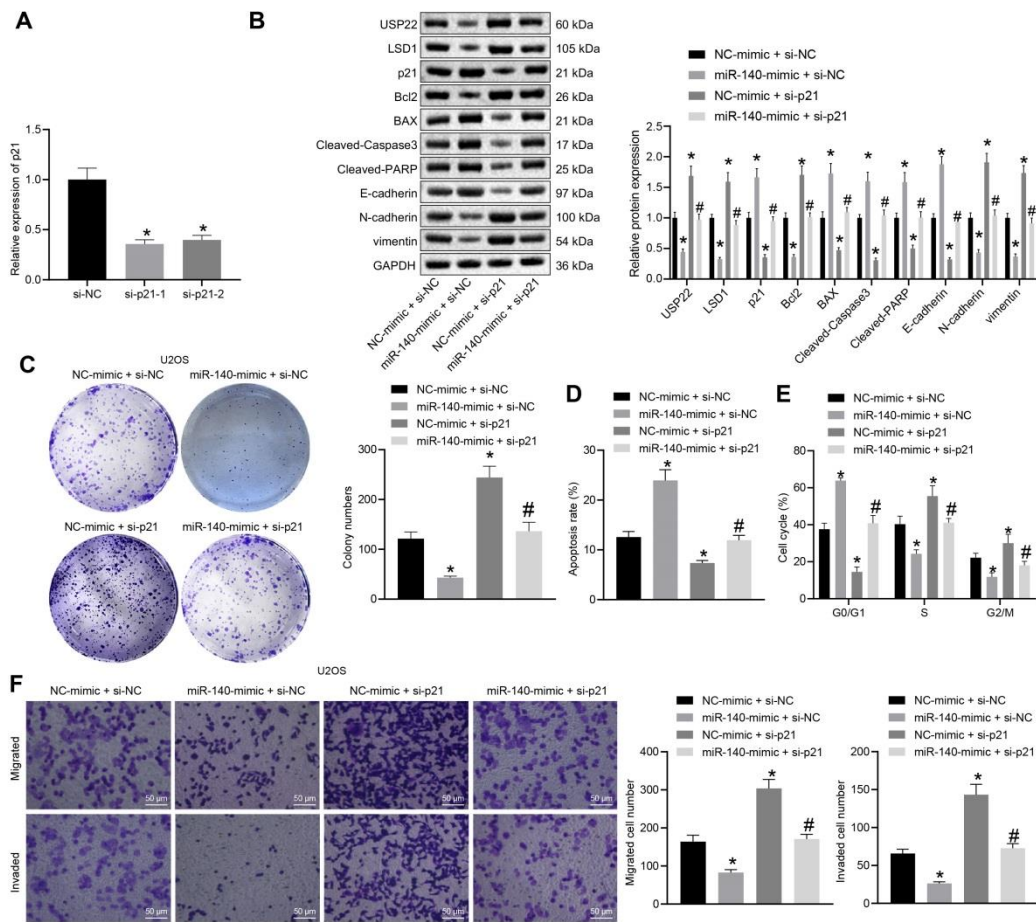 A
Relative expression of p21
1.5
1.0
0.5
0.0
*
*
si-NC
si-p21-1
si-p21-2
B
USP22
60 kDa
LSD1
105 kDa
p21
21 kDa
Bcl2
26 kDa
BAX
21 kDa
Cleaved-Caspase3
17 kDa
Cleaved-PARP
25 kDa
E-cadherin
97 kDa
N-cadherin
100 kDa
vimentin
54 kDa
GAPDH
36 kDa
NC-mimic + si-NC
miR-140-mimic + si-NC
NC-mimic + si-p21
miR-140-mimic + si-p21
NC-mimic + si-NC
miR-140-mimic + si-NC
NC-mimic + si-p21
miR-140-mimic + si-p21
Relative protein expression
2.5
2.0
1.5
1.0
0.5
0.0
* * #
* * #
* * #
* * #
* * #
* * #
* * #
* * #
* * #
* * #
USP22
LSD1
p21
Bcl2
BAX
Cleaved-Caspase3
Cleaved-PARP
E-cadherin
N-cadherin
vimentin
C
U2OS
NC-mimic + si-NC
miR-140-mimic + si-NC
NC-mimic + si-p21
miR-140-mimic + si-p21
NC-mimic + si-NC
miR-140-mimic + si-NC
NC-mimic + si-p21
miR-140-mimic + si-p21
Colony numbers
300
200
100
0
*
*
#
D
NC-mimic + si-NC
miR-140-mimic + si-NC
NC-mimic + si-p21
miR-140-mimic + si-p21
Apoptosis rate (%)
30
20
10
0
*
*
#
E
NC-mimic + si-NC
miR-140-mimic + si-NC
NC-mimic + si-p21
miR-140-mimic + si-p21
Cell cycle (%)
80
60
40
20
0
* * #
* * #
* * #
G0/G1
S
G2/M
F
U2OS
NC-mimic + si-NC
miR-140-mimic + si-NC
NC-mimic + si-p21
miR-140-mimic + si-p21
Migrated
50 µm
50 µm
50 µm
50 µm
Invaded
50 µm
50 µm
50 µm
50 µm
NC-mimic + si-NC
miR-140-mimic + si-NC
NC-mimic + si-p21
miR-140-mimic + si-p21
Migrated cell number
400
300
200
100
0
*
*
#
NC-mimic + si-NC
miR-140-mimic + si-NC
NC-mimic + si-p21
miR-140-mimic + si-p21
Invaded cell number
200
150
100
50
0
*
*
#